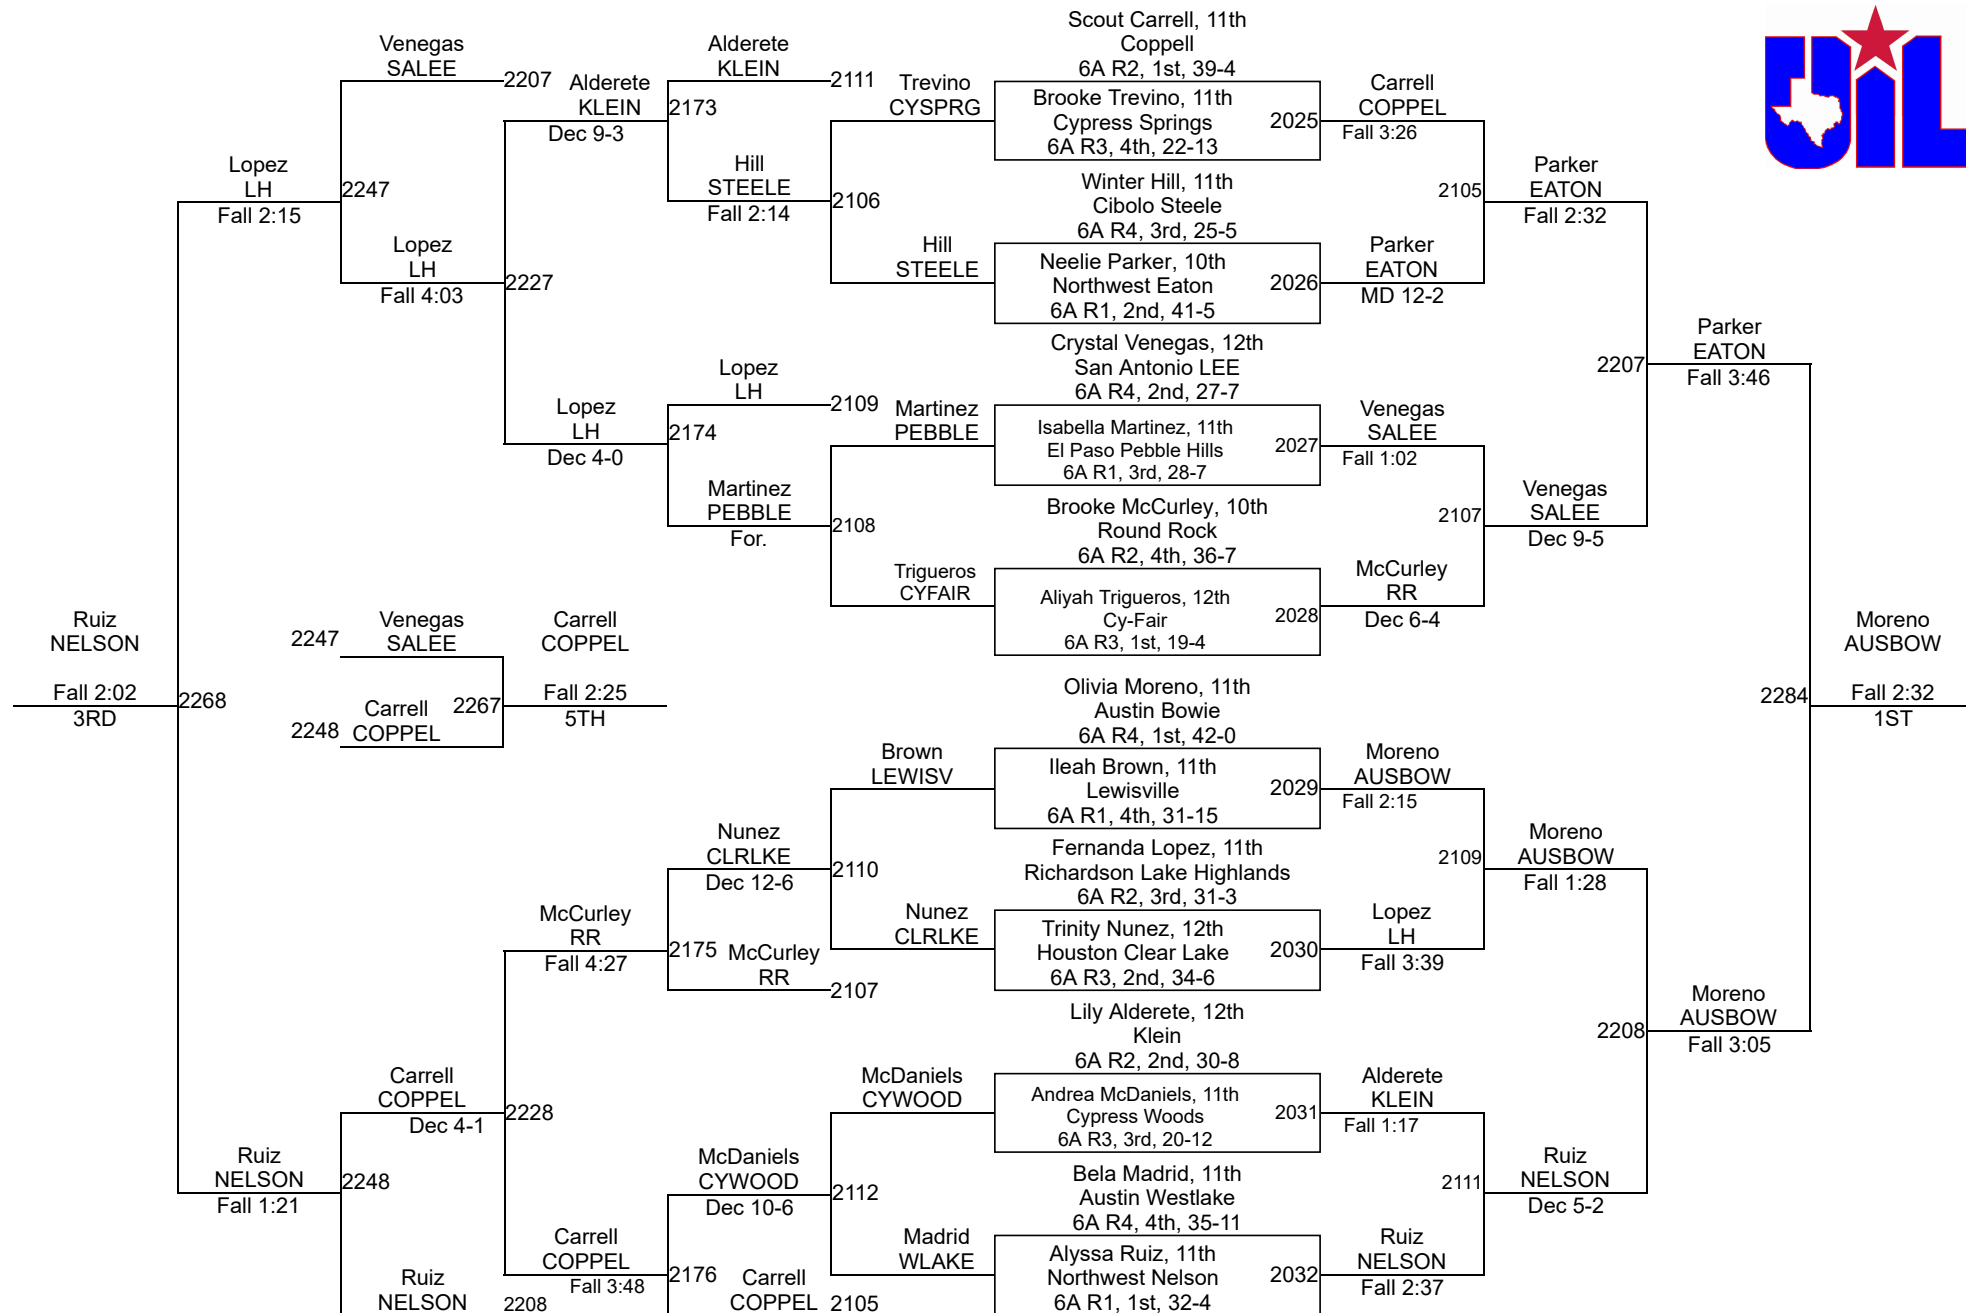 Scout Carrell, 11th
Coppell
6A R2, 1st, 39-4
Venegas
SALEE
2207
Alderete
KLEIN
Dec 9-3
Alderete
KLEIN
2111
2173
Trevino
CYSPRG
Brooke Trevino, 11th
Cypress Springs
6A R3, 4th, 22-13
2025
Carrell
COPPEL
Fall 3:26
UIL
Lopez
LH
Fall 2:15
2247
Hill
STEELE
Fall 2:14
2106
Winter Hill, 11th
Cibolo Steele
6A R4, 3rd, 25-5
2105
Parker
EATON
Fall 2:32
Lopez
LH
Fall 4:03
2227
Hill
STEELE
Neelie Parker, 10th
Northwest Eaton
6A R1, 2nd, 41-5
2026
Parker
EATON
MD 12-2
Crystal Venegas, 12th
San Antonio LEE
6A R4, 2nd, 27-7
2207
Parker
EATON
Fall 3:46
Lopez
LH
Dec 4-0
Lopez
LH
2109
2174
Martinez
PEBBLE
Isabella Martinez, 11th
El Paso Pebble Hills
6A R1, 3rd, 28-7
2027
Venegas
SALEE
Fall 1:02
Martinez
PEBBLE
For.
2108
Brooke McCurley, 10th
Round Rock
6A R2, 4th, 36-7
2107
Venegas
SALEE
Dec 9-5
Trigueros
CYFAIR
Aliyah Trigueros, 12th
Cy-Fair
6A R3, 1st, 19-4
2028
McCurley
RR
Dec 6-4
Ruiz
NELSON
Fall 2:02
3RD
2268
2247
Venegas
SALEE
2248
Carrell
COPPEL
2267
Carrell
COPPEL
Fall 2:25
5TH
Olivia Moreno, 11th
Austin Bowie
6A R4, 1st, 42-0
2284
Moreno
AUSBOW
Fall 2:32
1ST
Brown
LEWISV
Ileah Brown, 11th
Lewisville
6A R1, 4th, 31-15
2029
Moreno
AUSBOW
Fall 2:15
Nunez
CLRLKE
Dec 12-6
2110
Fernanda Lopez, 11th
Richardson Lake Highlands
6A R2, 3rd, 31-3
2109
Moreno
AUSBOW
Fall 1:28
McCurley
RR
Fall 4:27
2175
McCurley
RR
2107
Nunez
CLRLKE
Trinity Nunez, 12th
Houston Clear Lake
6A R3, 2nd, 34-6
2030
Lopez
LH
Fall 3:39
Lily Alderete, 12th
Klein
6A R2, 2nd, 30-8
2208
Moreno
AUSBOW
Fall 3:05
Carrell
COPPEL
Dec 4-1
2228
McDaniels
CYWOOD
Andrea McDaniels, 11th
Cypress Woods
6A R3, 3rd, 20-12
2031
Alderete
KLEIN
Fall 1:17
Ruiz
NELSON
Fall 1:21
2248
McDaniels
CYWOOD
Dec 10-6
2112
Bela Madrid, 11th
Austin Westlake
6A R4, 4th, 35-11
2111
Ruiz
NELSON
Dec 5-2
Ruiz
NELSON
2208
Carrell
COPPEL
Fall 3:48
2176
Carrell
COPPEL
2105
Madrid
WLAKE
Alyssa Ruiz, 11th
Northwest Nelson
6A R1, 1st, 32-4
2032
Ruiz
NELSON
Fall 2:37